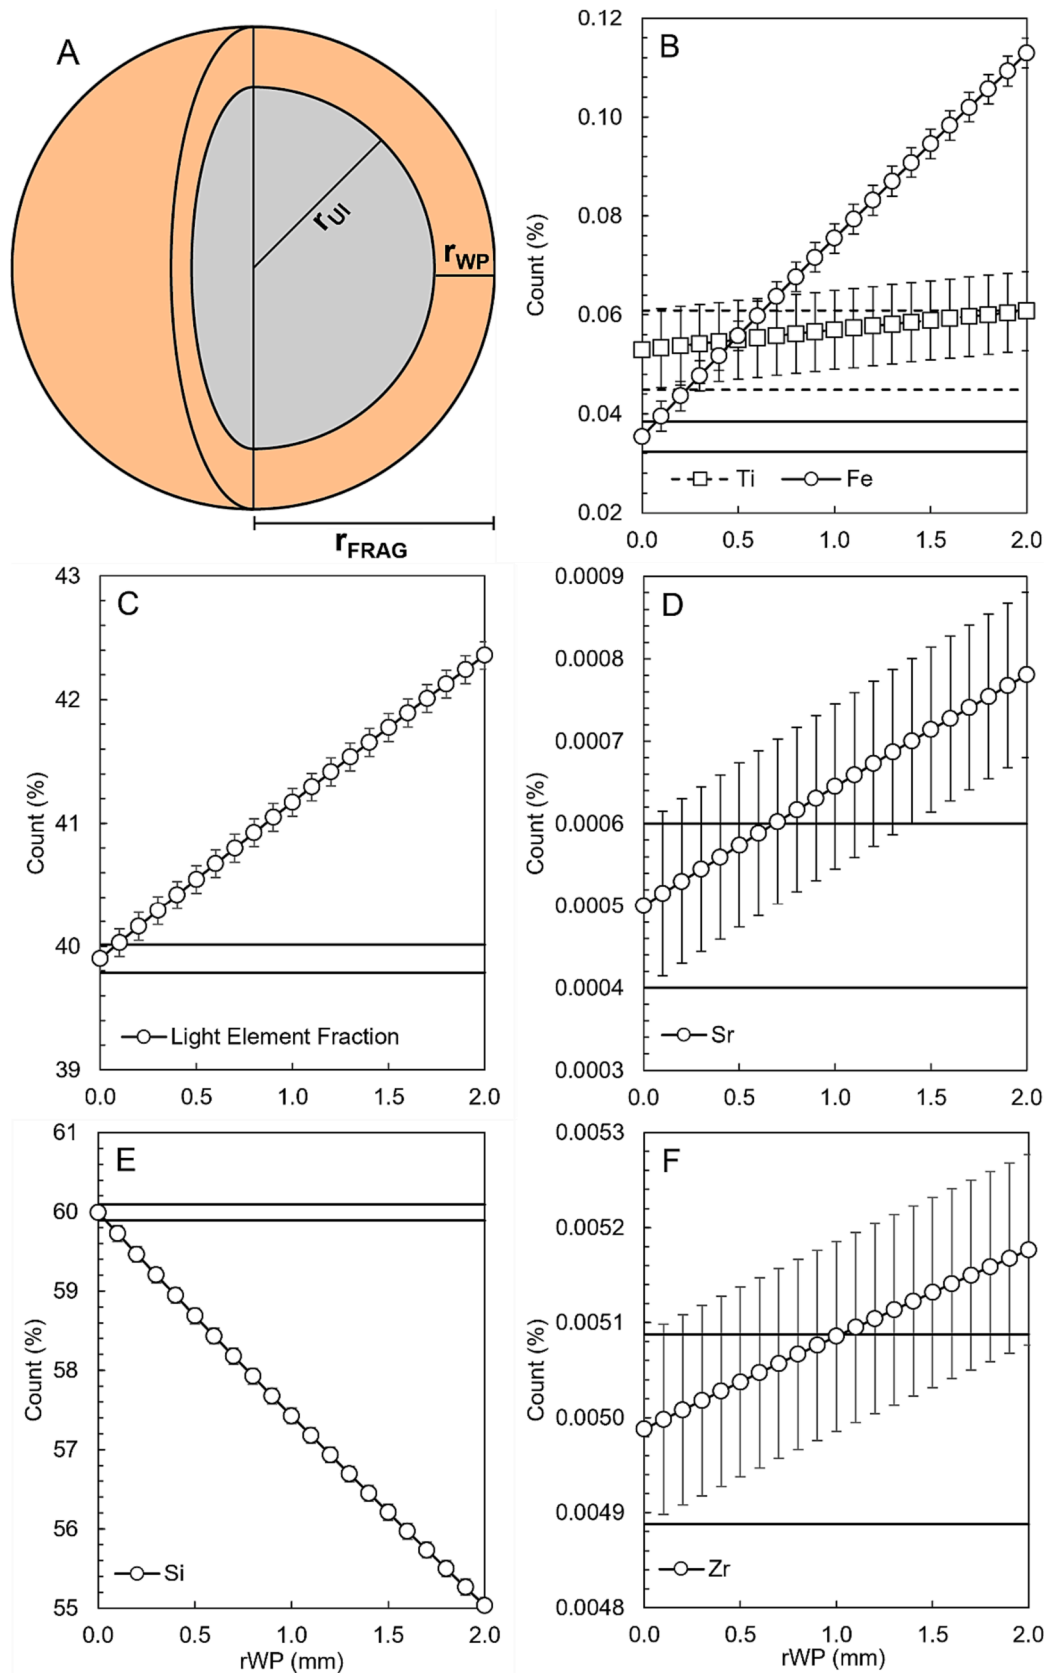 A
rUI
rWP
rFRAG
B
0.12
0.10
0.08
0.06
0.04
0.02
Count (%)
Ti
Fe
0.0
0.5
1.0
1.5
2.0
C
43
42
41
40
39
Count (%)
Light Element Fraction
0.0
0.5
1.0
1.5
2.0
D
0.0009
0.0008
0.0007
0.0006
0.0005
0.0004
0.0003
Count (%)
Sr
0.0
0.5
1.0
1.5
2.0
E
61
60
59
58
57
56
55
Count (%)
Si
0.0
0.5
1.0
1.5
2.0
rWP (mm)
F
0.0053
0.0052
0.0051
0.0050
0.0049
0.0048
Count (%)
Zr
0.0
0.5
1.0
1.5
2.0
rWP (mm)